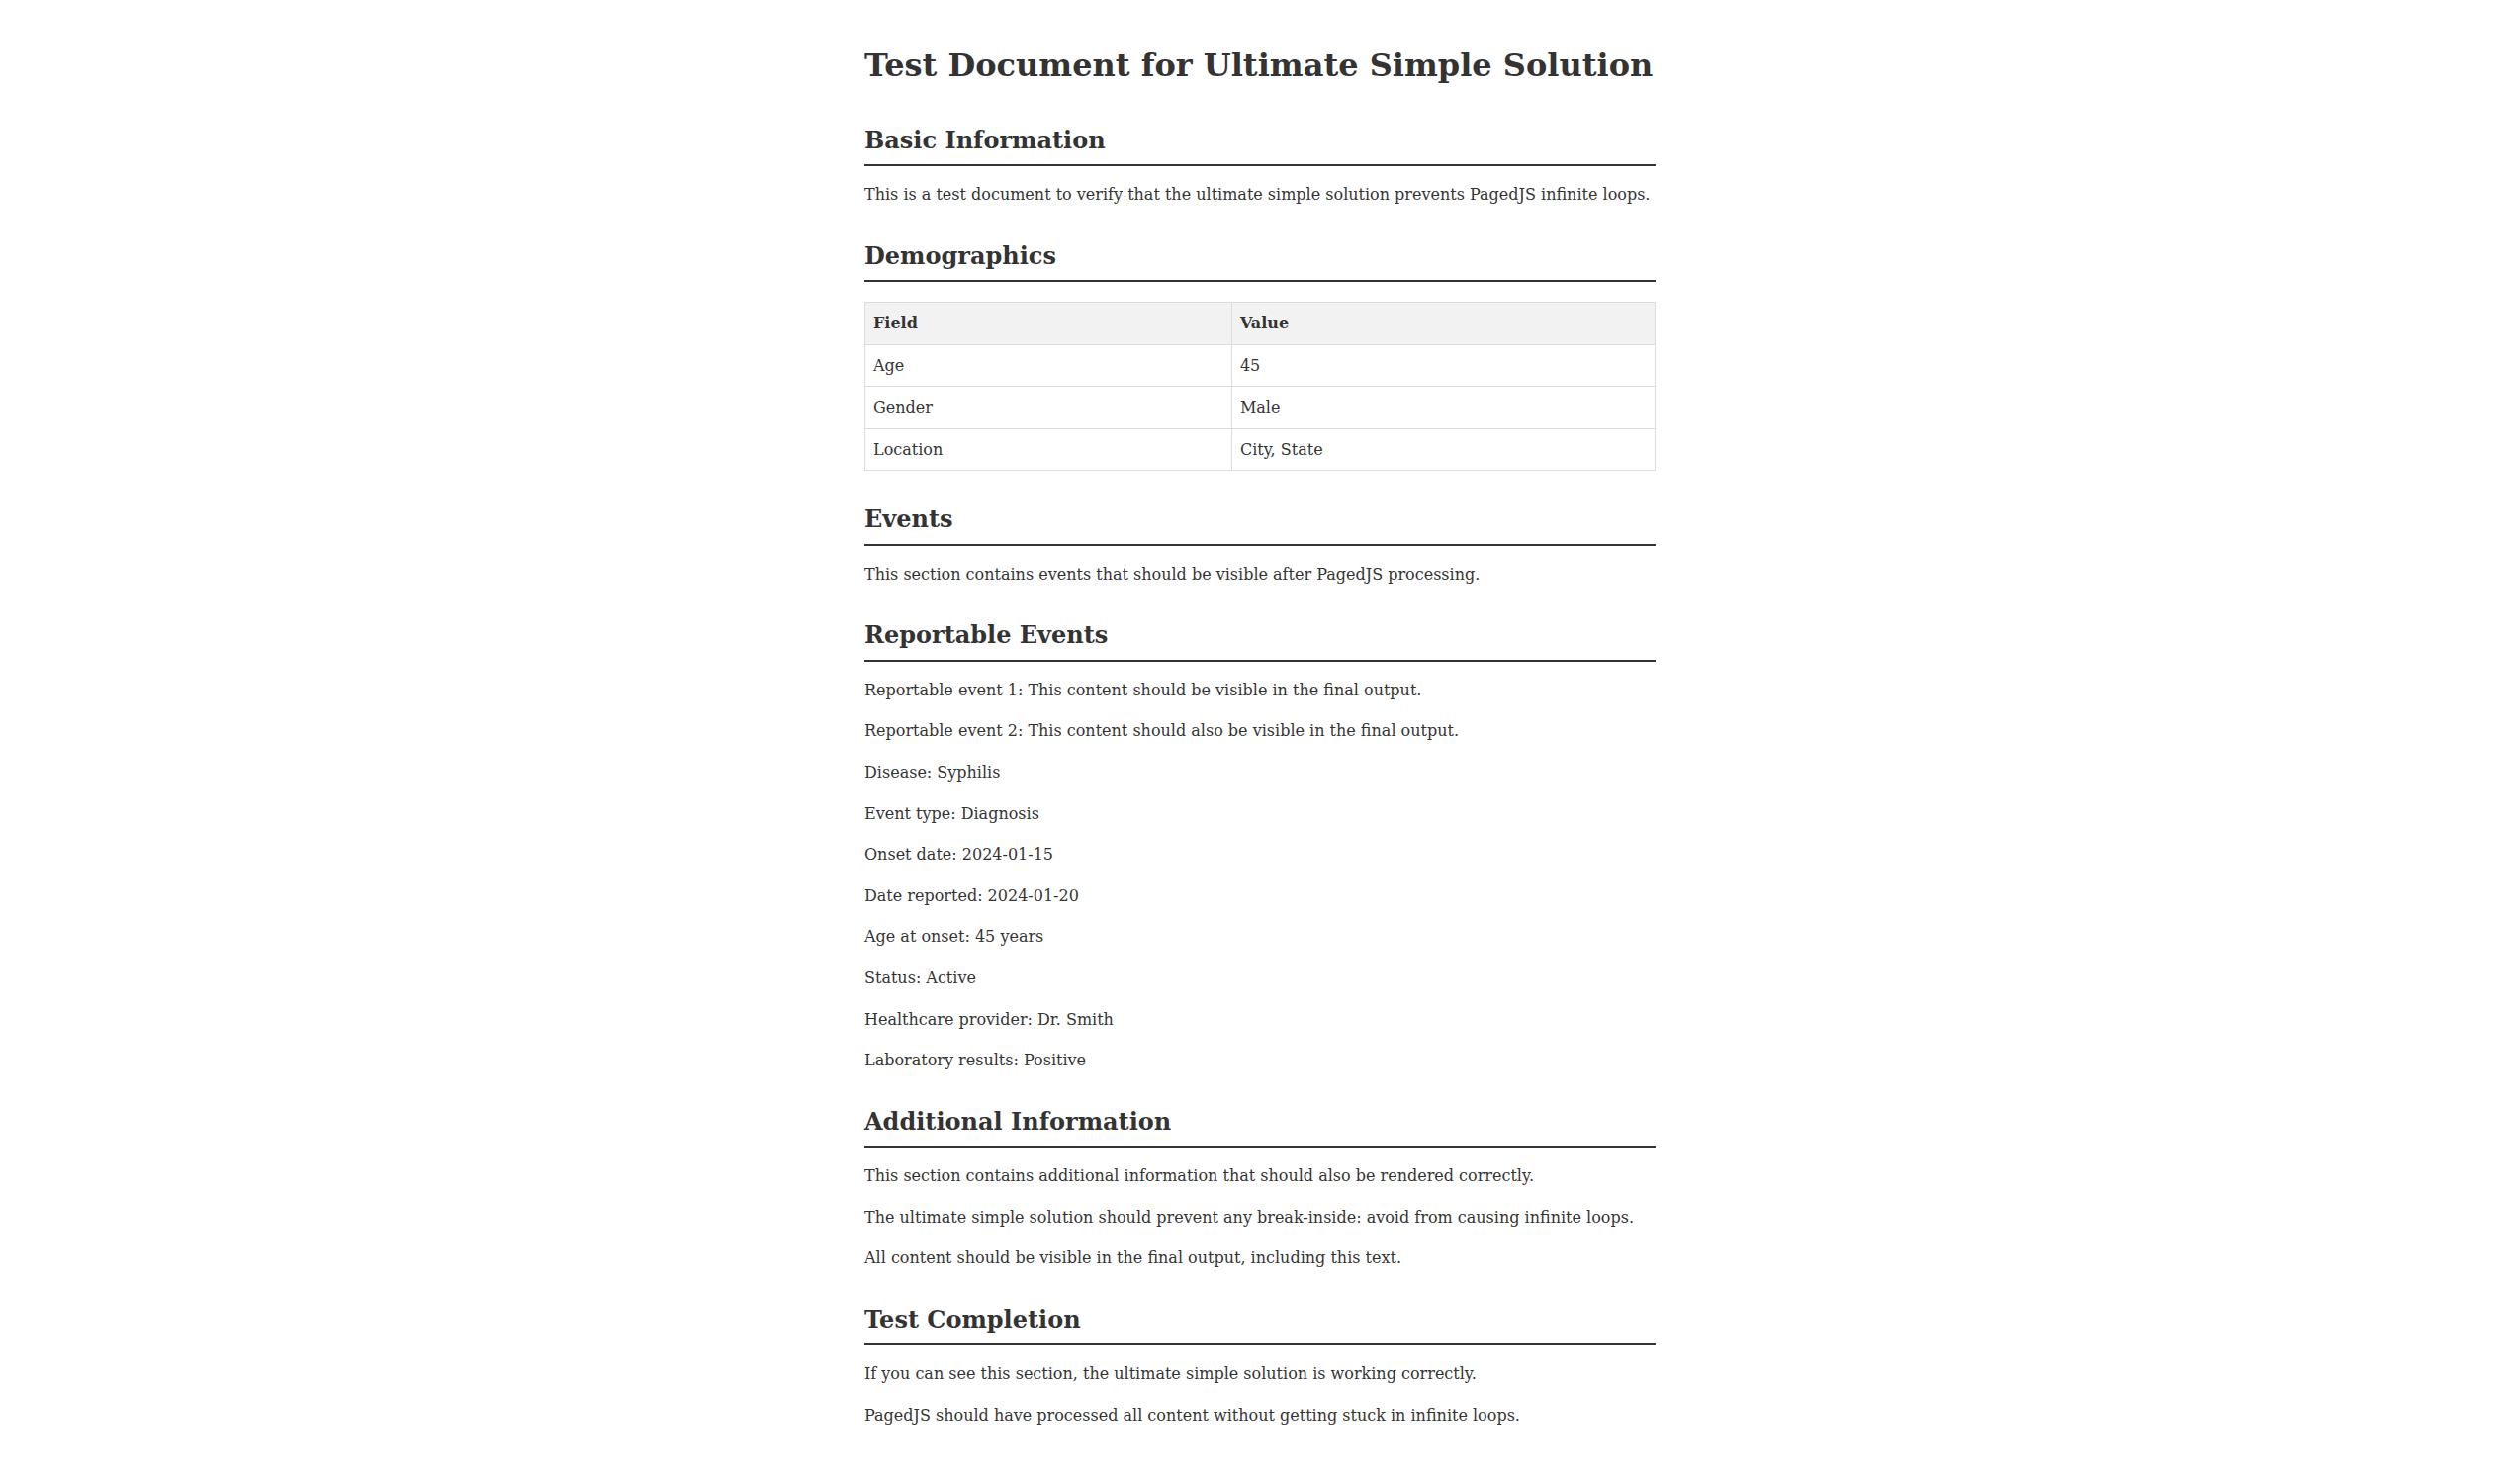 Test Document for Ultimate Simple Solution
Basic Information
This is a test document to verify that the ultimate simple solution prevents PagedJS infinite loops.
Demographics
Field Value
Age 45
Gender Male
Location City, State
Events
This section contains events that should be visible after PagedJS processing.
Reportable Events
Reportable event 1: This content should be visible in the final output.
Reportable event 2: This content should also be visible in the final output.
Disease: Syphilis
Event type: Diagnosis
Onset date: 2024-01-15
Date reported: 2024-01-20
Age at onset: 45 years
Status: Active
Healthcare provider: Dr. Smith
Laboratory results: Positive
Additional Information
This section contains additional information that should also be rendered correctly.
The ultimate simple solution should prevent any break-inside: avoid from causing infinite loops.
All content should be visible in the final output, including this text.
Test Completion
If you can see this section, the ultimate simple solution is working correctly.
PagedJS should have processed all content without getting stuck in infinite loops.